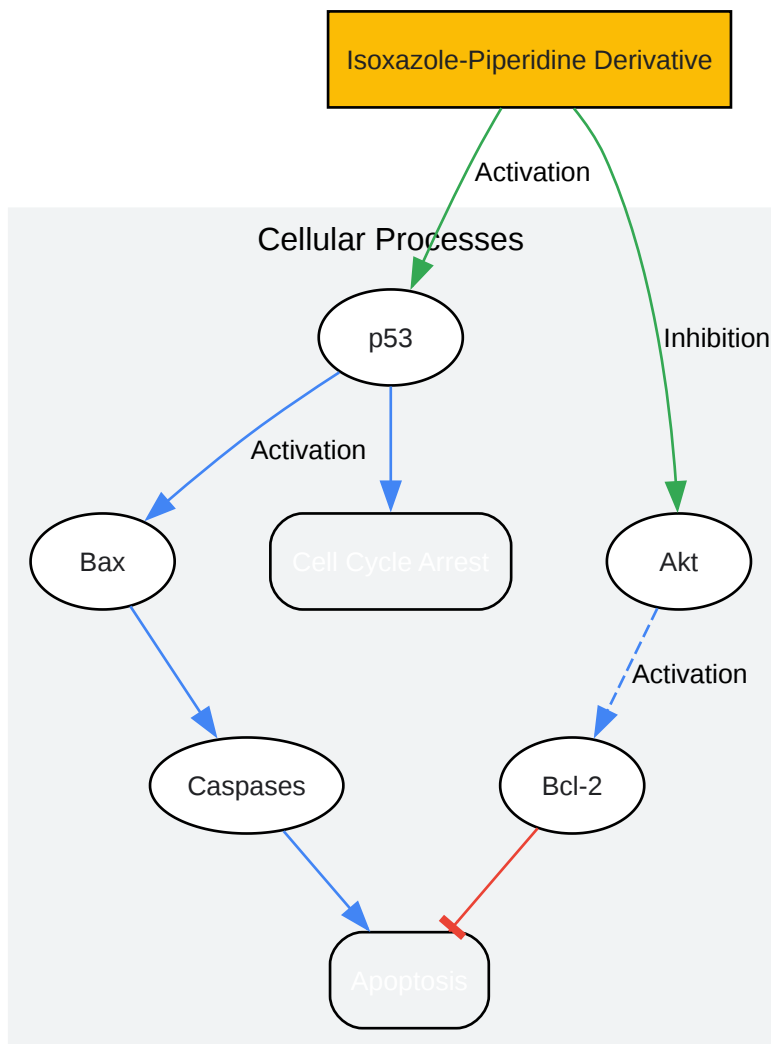 Isoxazole-Piperidine Derivative
Activation
Cellular Processes
p53
Inhibition
Activation
Bax
Cell Cycle Arrest
Akt
Activation
Caspases
Bcl-2
Apoptosis